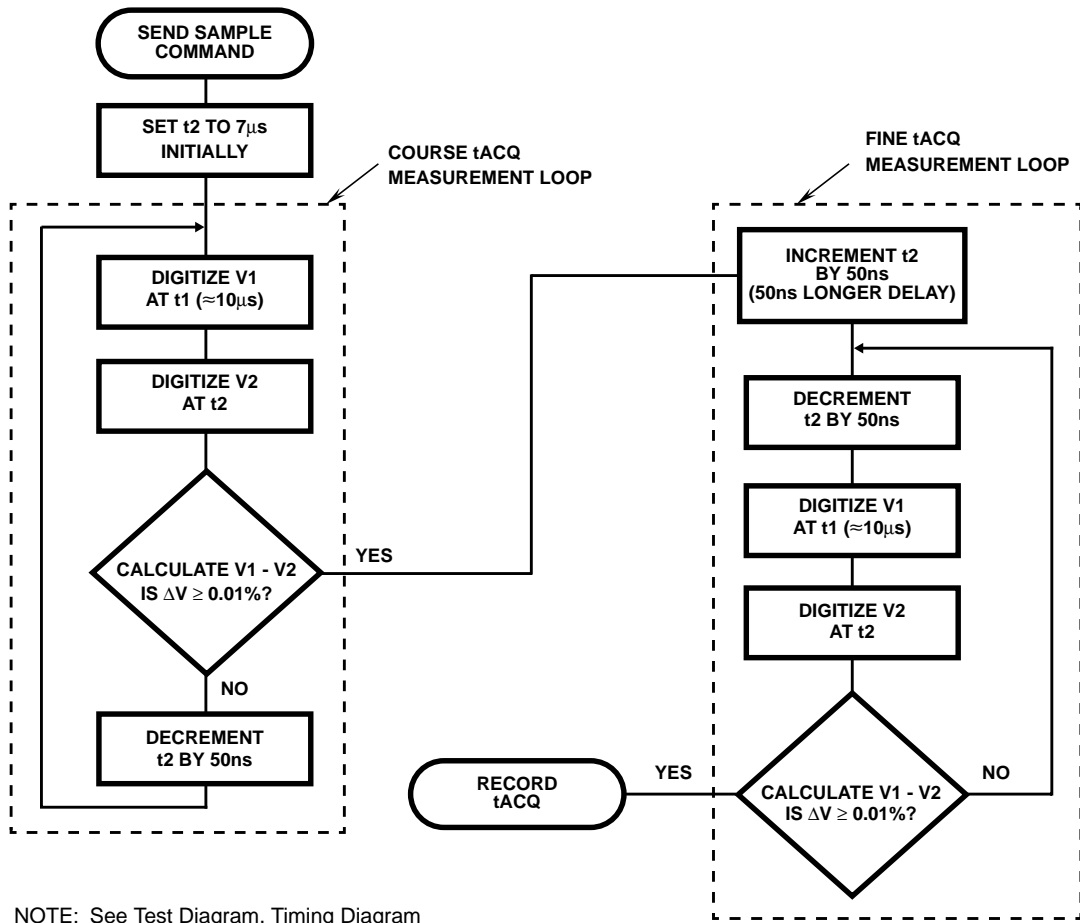 SEND SAMPLE
COMMAND
SET t2 TO 7μs
INITIALLY
COURSE tACQ
MEASUREMENT LOOP
DIGITIZE V1
AT t1 (≈10μs)
DIGITIZE V2
AT t2
CALCULATE V1 - V2
IS ΔV ≥ 0.01%?
YES
NO
DECREMENT
t2 BY 50ns
FINE tACQ
MEASUREMENT LOOP
INCREMENT t2
BY 50ns
(50ns LONGER DELAY)
DECREMENT
t2 BY 50ns
DIGITIZE V1
AT t1 (≈10μs)
DIGITIZE V2
AT t2
CALCULATE V1 - V2
IS ΔV ≥ 0.01%?
NO
YES
RECORD
tACQ
NOTE: See Test Diagram, Timing Diagram